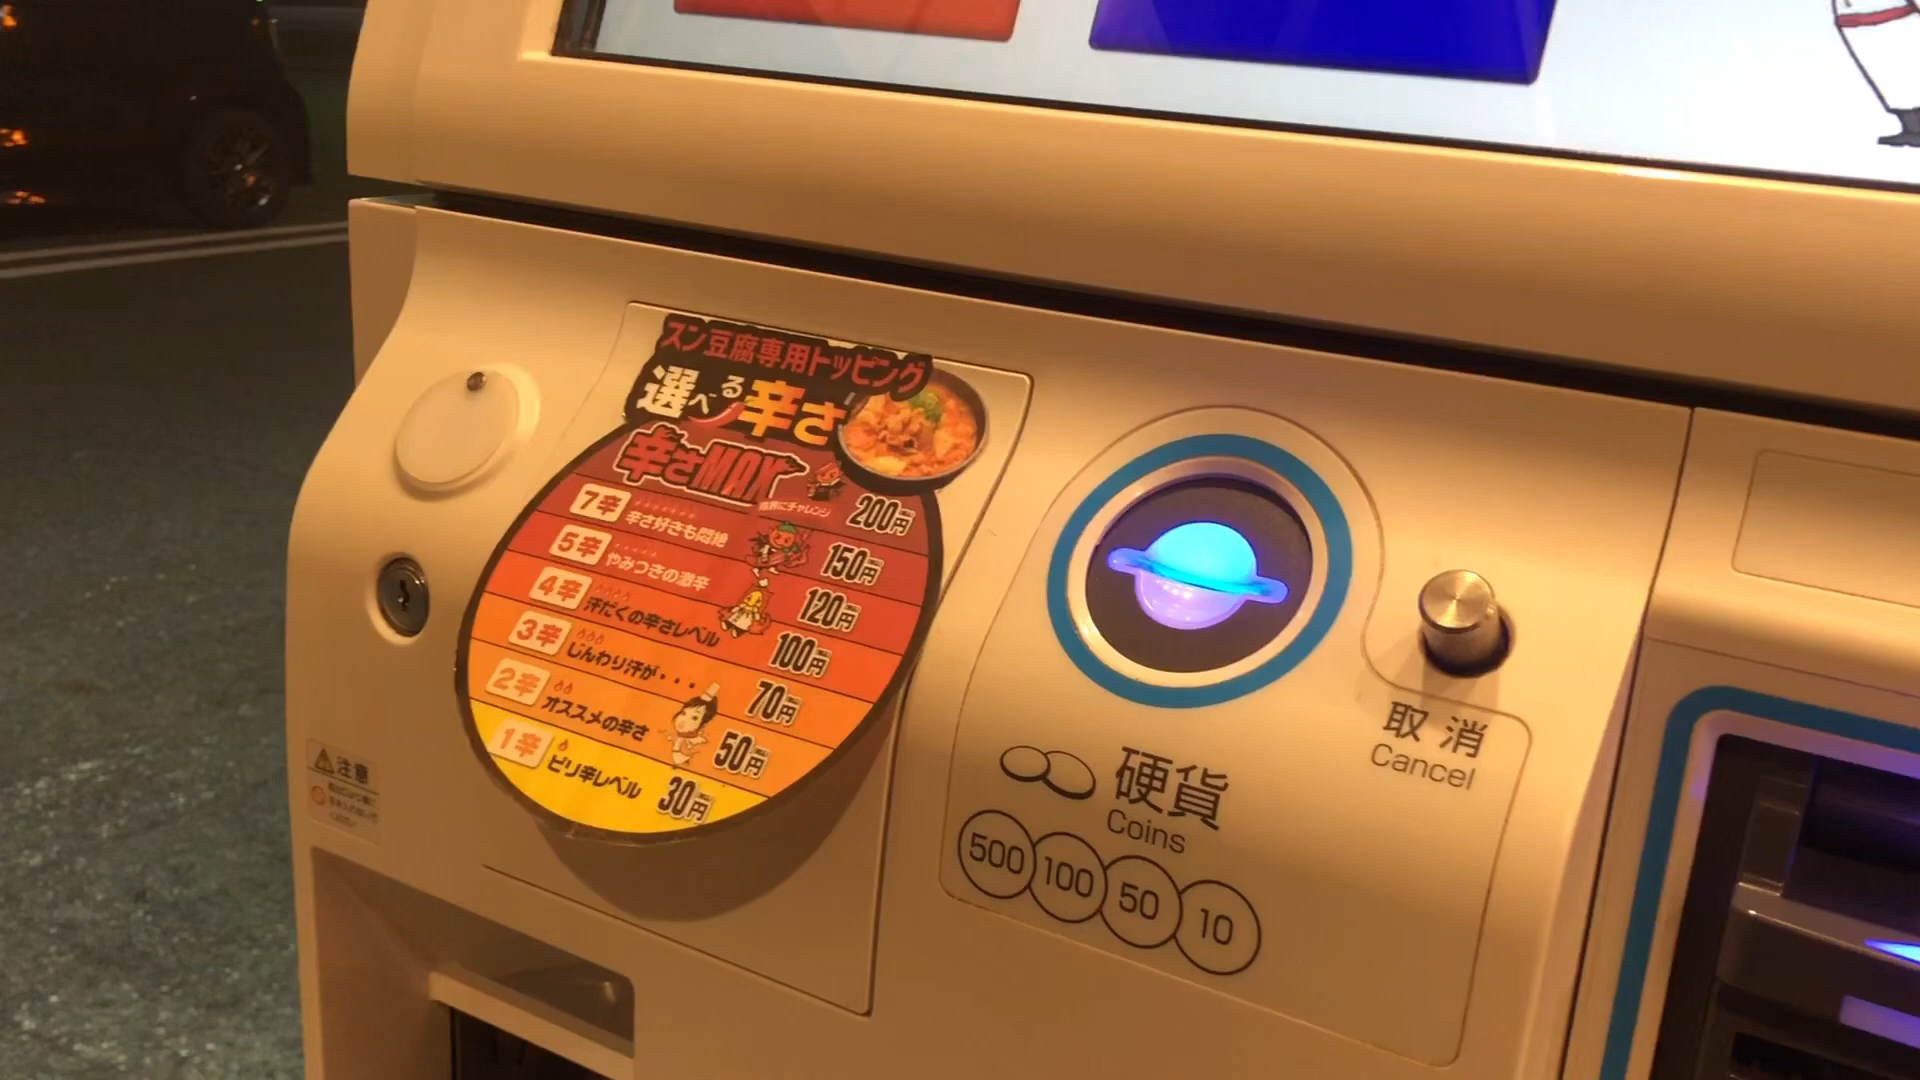 スン豆腐専用トッピング
選べる辛さ
辛さMAX 限界にチャレンジ 200円
7辛 辛さ好きも悶絶 150円
5辛 やみつきの激辛 120円
4辛 汗だくの辛さレベル 100円
3辛 じんわり汗が・・・ 70円
2辛 オススメの辛さ 50円
1辛 ピリ辛レベル 30円
取消
Cancel
硬貨
Coins
500 100 50 10
注意